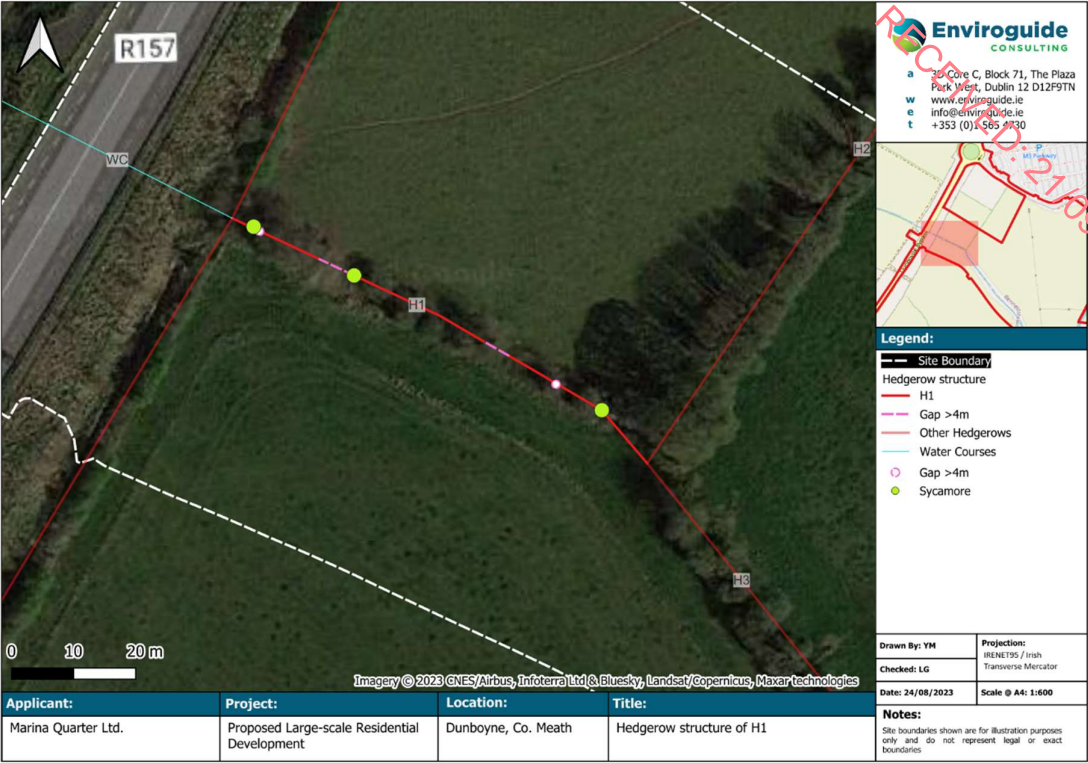 R157
WC
H1
H2
H3
0 10 20 m
Imagery © 2023 CNES/Airbus, Infoterra Ltd & Bluesky, Landsat/Copernicus, Maxar technologies
Enviroguide
CONSULTING
a 3D Core C, Block 71, The Plaza
Park West, Dublin 12 D12F9TN
w www.enviroguide.ie
e info@enviroguide.ie
t +353 (0)1 565 4730
RECEIVED: 21/0
P
M3 Parkway
Legend:
Site Boundary
Hedgerow structure
H1
Gap >4m
Other Hedgerows
Water Courses
Gap >4m
Sycamore
Drawn By: YM
Checked: LG
Projection:
IRENET95 / Irish
Transverse Mercator
Date: 24/08/2023
Scale @ A4: 1:600
Notes:
Site boundaries shown are for illustration purposes
only and do not represent legal or exact
boundaries
Applicant:
Marina Quarter Ltd.
Project:
Proposed Large-scale Residential
Development
Location:
Dunboyne, Co. Meath
Title:
Hedgerow structure of H1